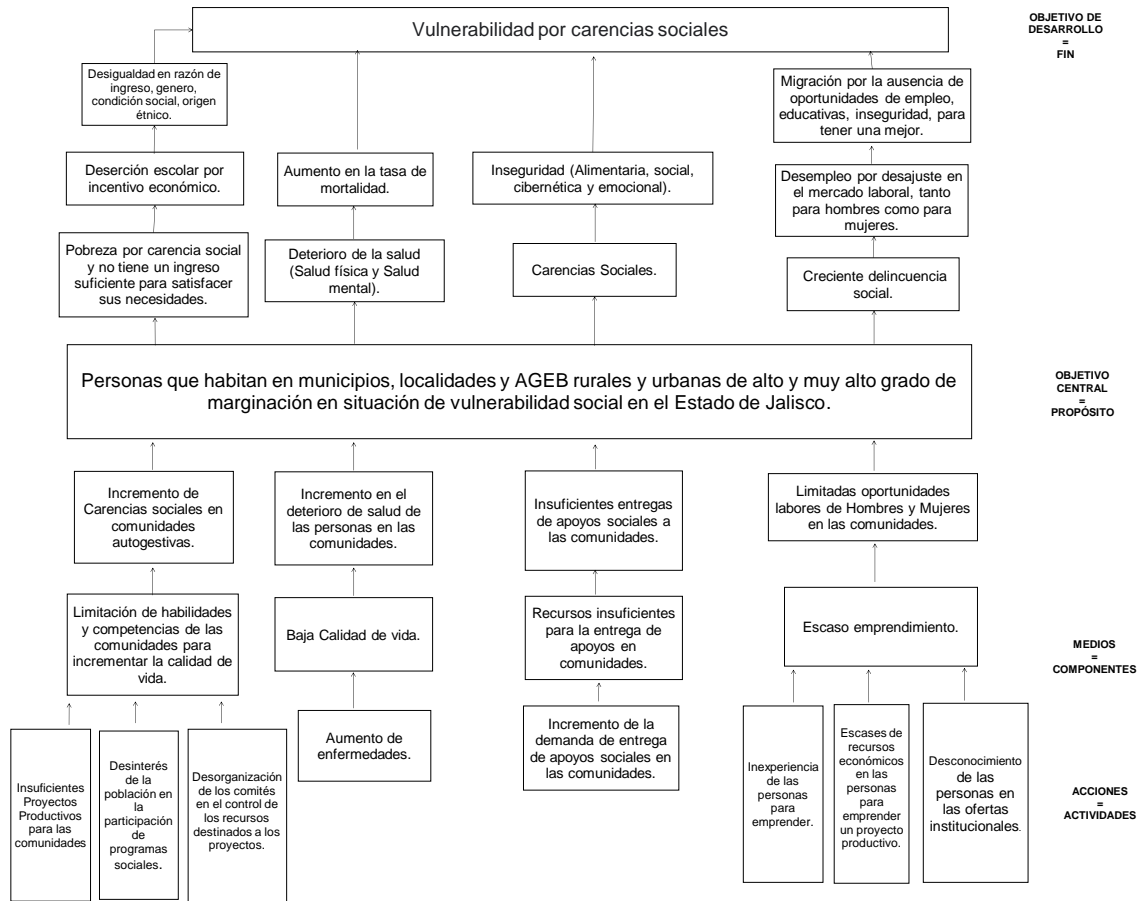 Vulnerabilidad por carencias sociales
OBJETIVO DE
DESARROLLO
=
FIN
Desigualdad en razón de
ingreso, genero,
condición social, origen
étnico.
Migración por la ausencia de
oportunidades de empleo,
educativas, inseguridad, para
tener una mejor.
Deserción escolar por
incentivo económico.
Aumento en la tasa de
mortalidad.
Inseguridad (Alimentaria, social,
cibernética y emocional).
Desempleo por desajuste en
el mercado laboral, tanto
para hombres como para
mujeres.
Pobreza por carencia social
y no tiene un ingreso
suficiente para satisfacer
sus necesidades.
Deterioro de la salud
(Salud física y Salud
mental).
Carencias Sociales.
Creciente delincuencia
social.
Personas que habitan en municipios, localidades y AGEB rurales y urbanas de alto y muy alto grado de
marginación en situación de vulnerabilidad social en el Estado de Jalisco.
OBJETIVO
CENTRAL
=
PROPÓSITO
Incremento de
Carencias sociales en
comunidades
autogestivas.
Incremento en el
deterioro de salud de
las personas en las
comunidades.
Insuficientes entregas
de apoyos sociales a
las comunidades.
Limitadas oportunidades
labores de Hombres y Mujeres
en las comunidades.
Limitación de habilidades
y competencias de las
comunidades para
incrementar la calidad de
vida.
Baja Calidad de vida.
Recursos insuficientes
para la entrega de
apoyos en
comunidades.
Escaso emprendimiento.
MEDIOS
=
COMPONENTES
Insuficientes
Proyectos
Productivos
para las
comunidades
Desinterés
de la
población en
la
participación
de
programas
sociales.
Desorganización
de los comités
en el control de
los recursos
destinados a los
proyectos.
Aumento de
enfermedades.
Incremento de la
demanda de entrega
de apoyos sociales
en las comunidades.
Inexperiencia
de las
personas
para
emprender.
Escases de
recursos
económicos
en las
personas
para
emprender
un proyecto
productivo.
Desconocimiento
de las
personas en
las ofertas
institucionales.
ACCIONES
=
ACTIVIDADES